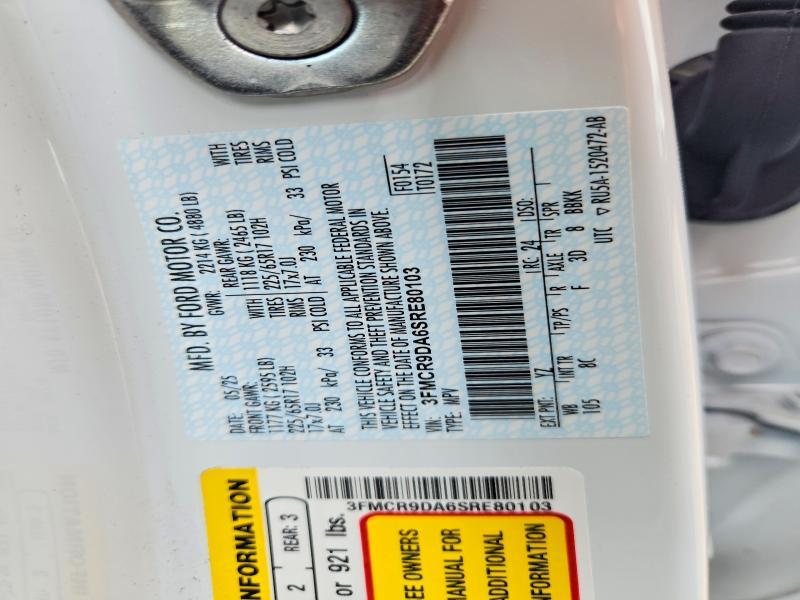 MFD. BY FORD MOTOR CO.
DATE: 05/25 GVWR: 2214 KG (4880 LB)
FRONT GAWR: REAR GAWR: WITH
1177 KG (2595 LB) WITH 1118 KG (2465 LB) TIRES
225/65R17 102H TIRES 225/65R17 102H RIMS
17x7.0J RIMS 17x7.0J
AT 230 kPa/ 33 PSI COLD AT 230 kPa/ 33 PSI COLD
THIS VEHICLE CONFORMS TO ALL APPLICABLE FEDERAL MOTOR
VEHICLE SAFETY AND THEFT PREVENTION STANDARDS IN
EFFECT ON THE DATE OF MANUFACTURE SHOWN ABOVE.
VIN: 3FMCR9DA6SRE80103 F0154
TYPE: MPV T0172
EXT PNT: YZ RC: 24 DSO:
WB INT TR TP/PS R AXLE TR SPR
105 8C F 3D 8 BBKK
UTC ▽ RU5A-1520472-AB
NFORMATION
2 REAR: 3
or 921 lbs.
3FMCR9DA6SRE80103
EE OWNERS
MANUAL FOR
ADDITIONAL
NFORMATION